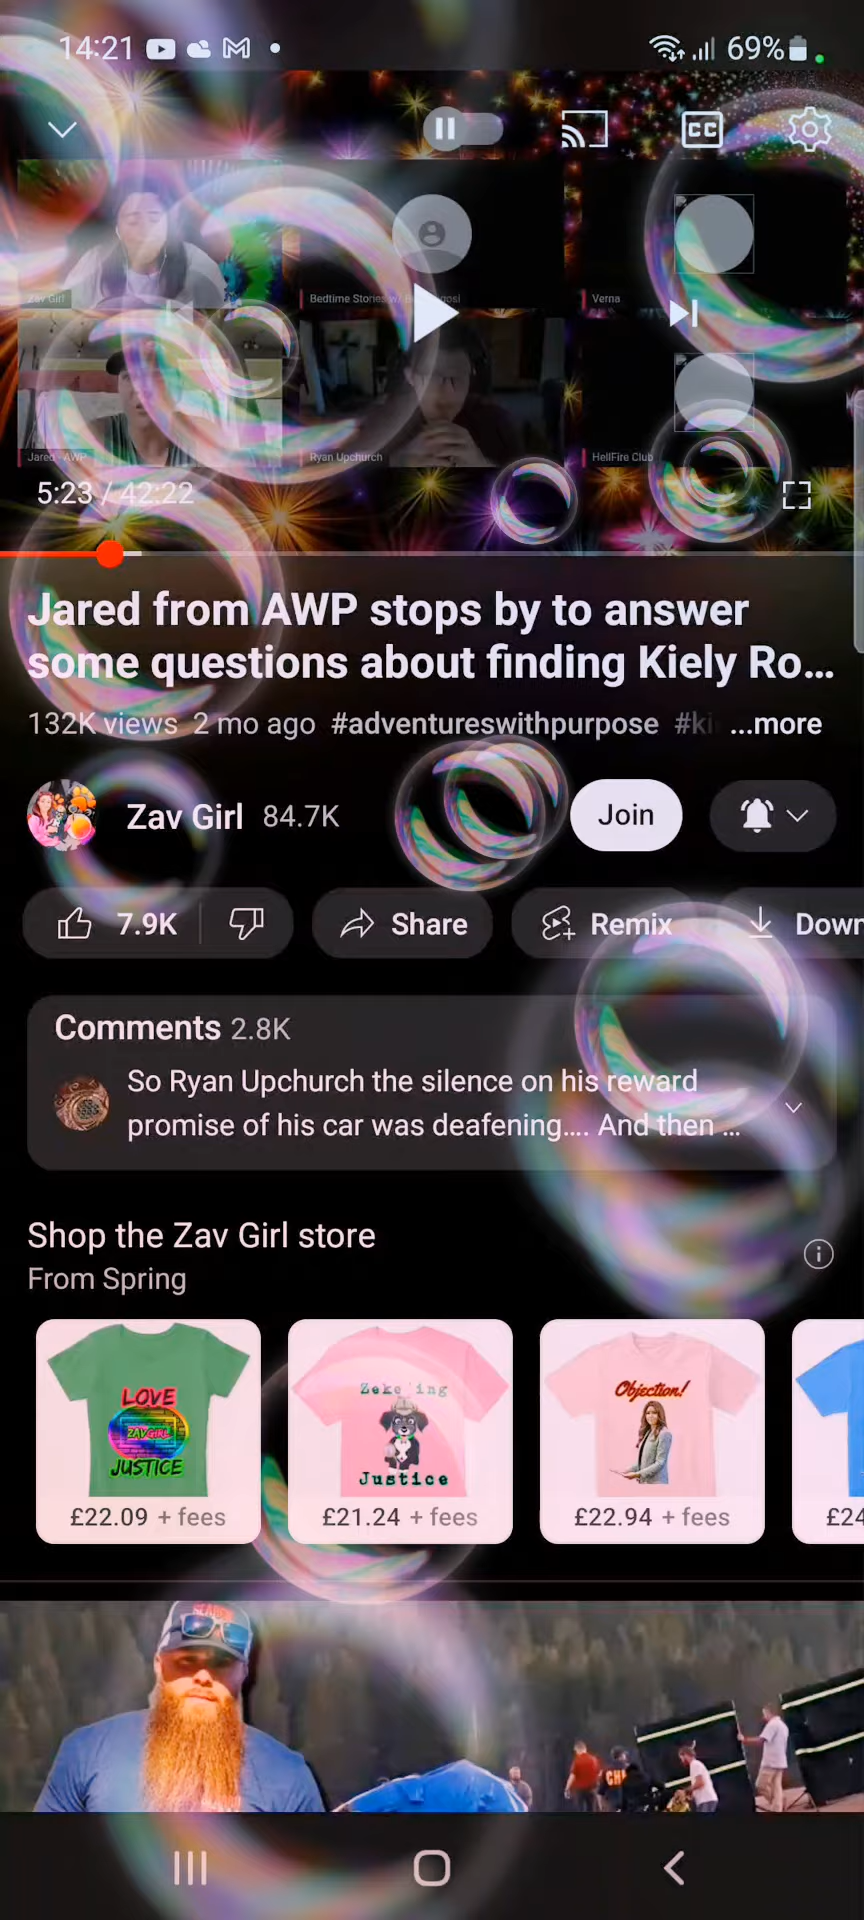 14:21
69%
CC
Zav Girl
Bedtime Stories w/
Verna
Jared - AWP
Ryan Upchurch
HellFire Club
5:23 / 42:22
Jared from AWP stops by to answer
some questions about finding Kiely Ro...
132K views 2 mo ago #adventureswithpurpose #ki ...more
Zav Girl 84.7K
Join
7.9K
Share
Remix
Down
Comments 2.8K
So Ryan Upchurch the silence on his reward
promise of his car was deafening.... And then ...
Shop the Zav Girl store
From Spring
LOVE
ZAVGIRL
JUSTICE
Justice
Objection!
£22.09 + fees
£21.24 + fees
£22.94 + fees
£24
SEARCH